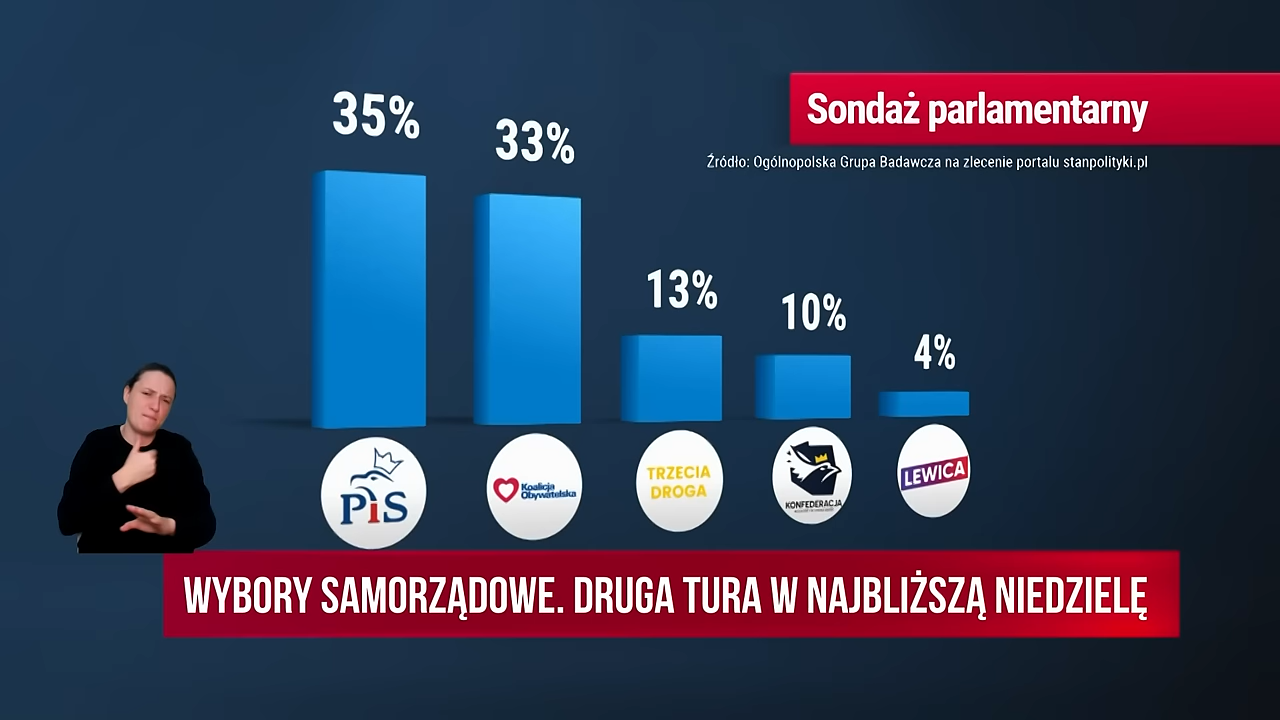 Sondaż parlamentarny
Źródło: Ogólnopolska Grupa Badawcza na zlecenie portalu stanpolityki.pl
35%
33%
13%
10%
4%
PiS
Koalicja
Obywatelska
TRZECIA
DROGA
KONFEDERACJA
LEWICA
WYBORY SAMORZĄDOWE. DRUGA TURA W NAJBLIŻSZĄ NIEDZIELĘ